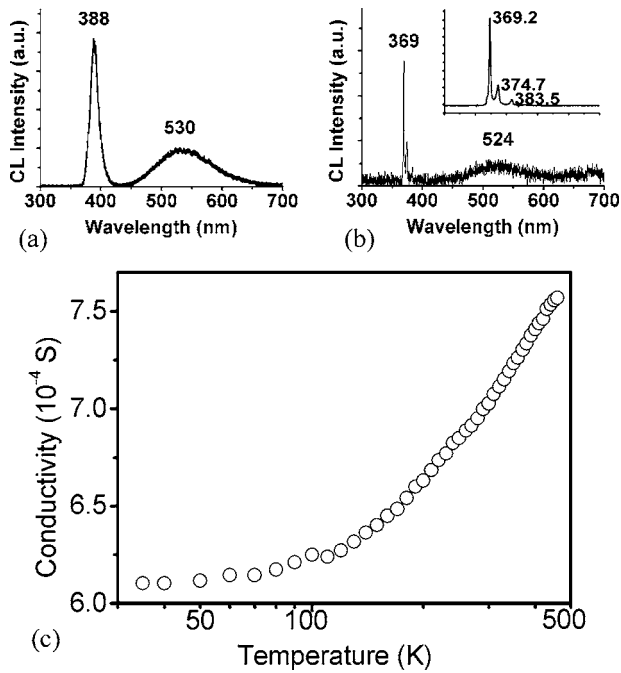 388
530
CL Intensity (a.u.)
300 400 500 600 700
Wavelength (nm)
(a)
369
524
369.2
374.7
383.5
CL Intensity (a.u.)
300 400 500 600 700
Wavelength (nm)
(b)
7.5
7.0
6.5
6.0
Conductivity (10⁻⁴ S)
50 100 500
Temperature (K)
(c)